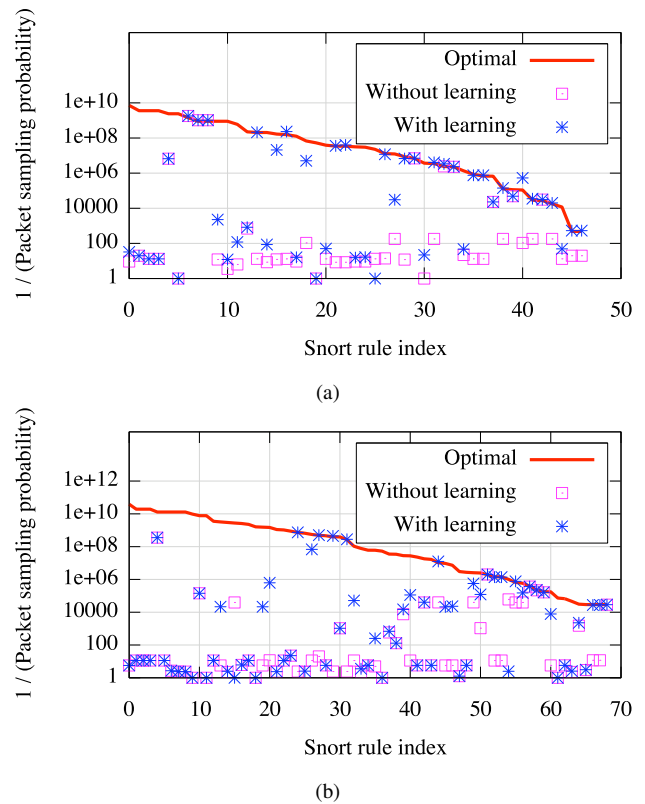 1 / (Packet sampling probability)
1e+10
1e+08
1e+06
10000
100
1
0 10 20 30 40 50
Optimal
Without learning
With learning
Snort rule index
(a)
1 / (Packet sampling probability)
1e+12
1e+10
1e+08
1e+06
10000
100
1
0 10 20 30 40 50 60 70
Optimal
Without learning
With learning
Snort rule index
(b)